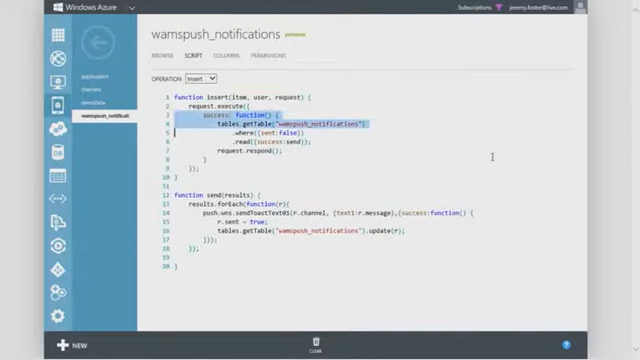 Windows Azure
Subscriptions
jeremy.foster@live.com
wamspush_notifications
BROWSE SCRIPT COLUMNS PERMISSIONS
channels
wamspush_notificati
OPERATION: Insert
1 function insert(item, user, request) {
2 request.execute({
3 success: function() {
4 tables.getTable("wamspush_notifications")
5 .where({sent:false})
6 .read({success:send});
7 request.respond();
8 }
9 });
10 }
11
12 function send(results) {
13 results.forEach(function(r){
14 push.wns.sendToastText01(r.channel, {text1:r.message},{success:function() {
15 r.sent = true;
16 tables.getTable("wamspush_notifications").update(r);
17 }});
18 });
19
20 }
NEW
CLEAR
?